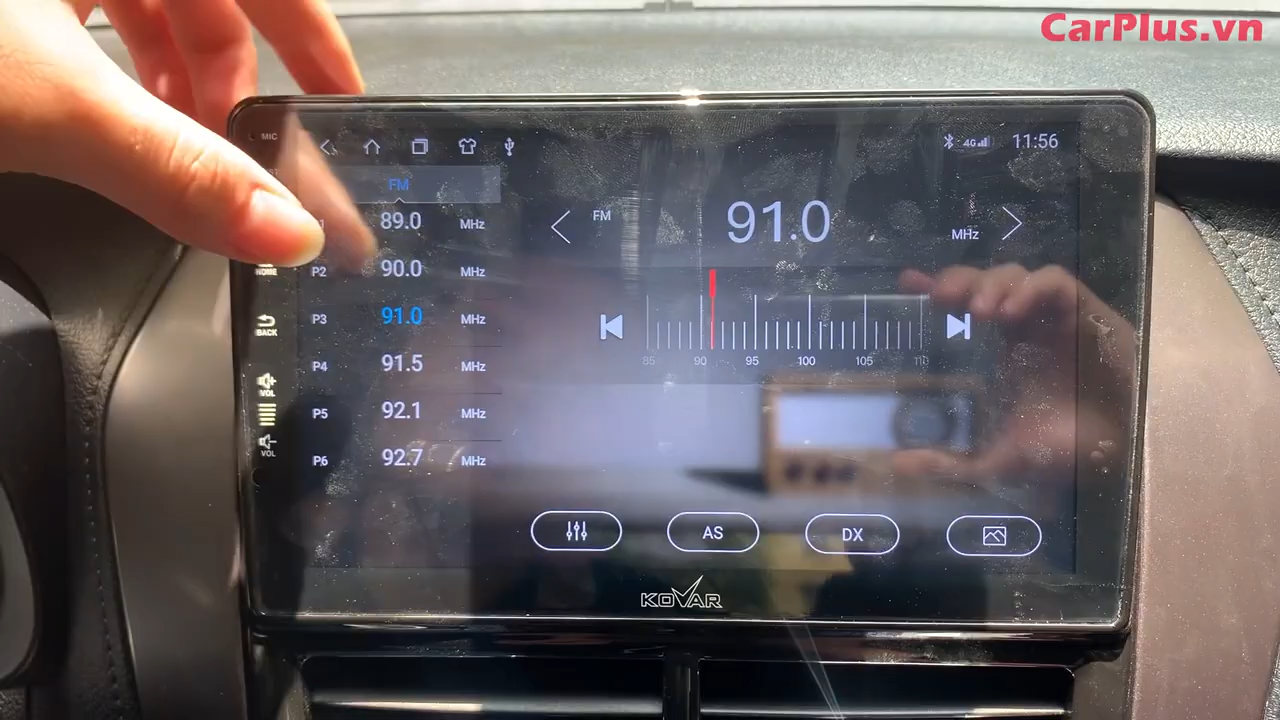 CarPlus.vn
MIC
4G 11:56
FM
89.0 MHz
P2 90.0 MHz
P3 91.0 MHz
P4 91.5 MHz
P5 92.1 MHz
P6 92.7 MHz
HOME
BACK
VOL
VOL
FM 91.0 MHz
85 90 95 100 105 110
AS DX
KOVAR